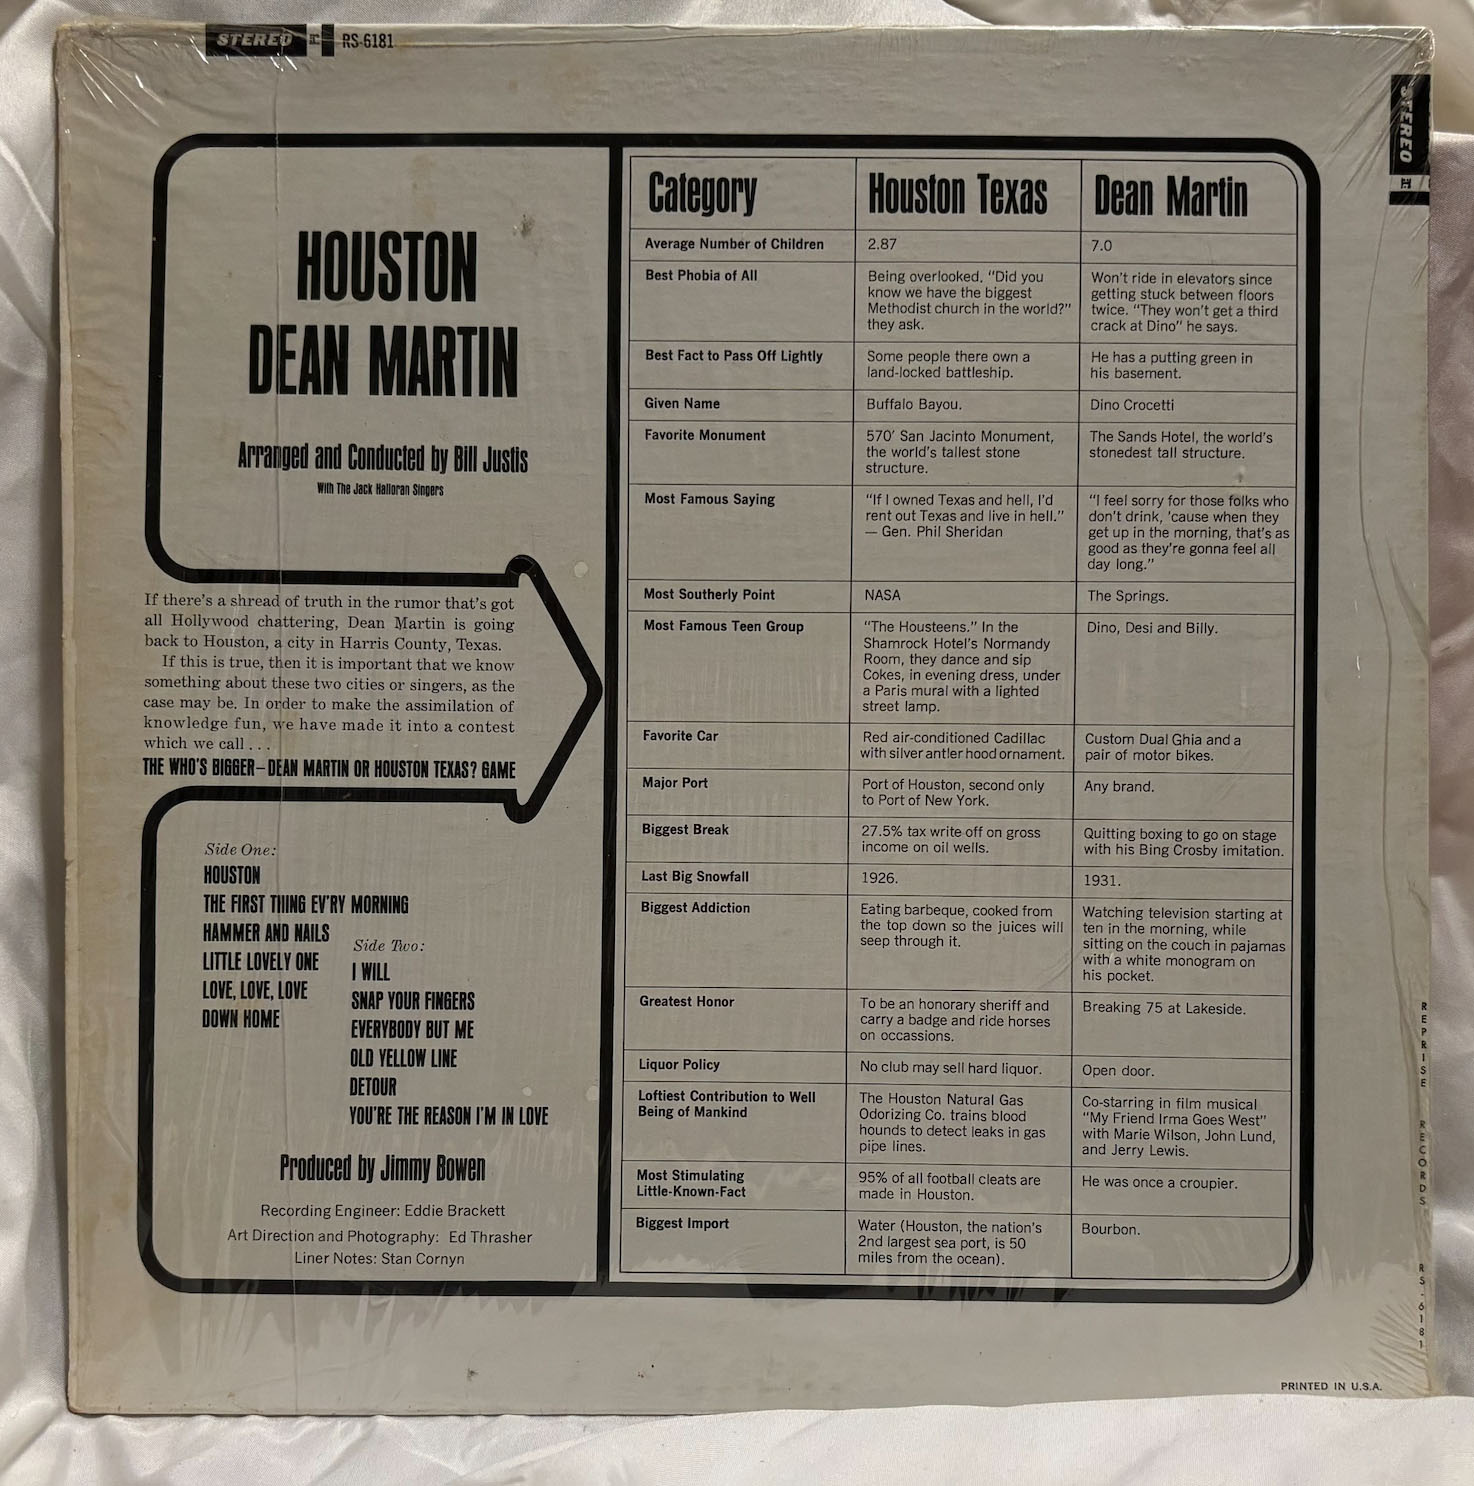 STEREO
RS-6181
STEREO
HOUSTON
DEAN MARTIN
Arranged and Conducted by Bill Justis
With The Jack Halloran Singers
If there's a shread of truth in the rumor that's got
all Hollywood chattering, Dean Martin is going
back to Houston, a city in Harris County, Texas.
If this is true, then it is important that we know
something about these two cities or singers, as the
case may be. In order to make the assimilation of
knowledge fun, we have made it into a contest
which we call . . .
THE WHO'S BIGGER—DEAN MARTIN OR HOUSTON TEXAS? GAME
Side One:
HOUSTON
THE FIRST THING EV'RY MORNING
HAMMER AND NAILS
LITTLE LOVELY ONE
LOVE, LOVE, LOVE
DOWN HOME
Side Two:
I WILL
SNAP YOUR FINGERS
EVERYBODY BUT ME
OLD YELLOW LINE
DETOUR
YOU'RE THE REASON I'M IN LOVE
Produced by Jimmy Bowen
Recording Engineer: Eddie Brackett
Art Direction and Photography: Ed Thrasher
Liner Notes: Stan Cornyn
Category
Houston Texas
Dean Martin
Average Number of Children
2.87
7.0
Best Phobia of All
Being overlooked. "Did you
know we have the biggest
Methodist church in the world?"
they ask.
Won't ride in elevators since
getting stuck between floors
twice. "They won't get a third
crack at Dino" he says.
Best Fact to Pass Off Lightly
Some people there own a
land-locked battleship.
He has a putting green in
his basement.
Given Name
Buffalo Bayou.
Dino Crocetti
Favorite Monument
570' San Jacinto Monument,
the world's tallest stone
structure.
The Sands Hotel, the world's
stonedest tall structure.
Most Famous Saying
"If I owned Texas and hell, I'd
rent out Texas and live in hell."
— Gen. Phil Sheridan
"I feel sorry for those folks who
don't drink, 'cause when they
get up in the morning, that's as
good as they're gonna feel all
day long."
Most Southerly Point
NASA
The Springs.
Most Famous Teen Group
"The Housteens." In the
Shamrock Hotel's Normandy
Room, they dance and sip
Cokes, in evening dress, under
a Paris mural with a lighted
street lamp.
Dino, Desi and Billy.
Favorite Car
Red air-conditioned Cadillac
with silver antler hood ornament.
Custom Dual Ghia and a
pair of motor bikes.
Major Port
Port of Houston, second only
to Port of New York.
Any brand.
Biggest Break
27.5% tax write-off on gross
income on oil wells.
Quitting boxing to go on stage
with his Bing Crosby imitation.
Last Big Snowfall
1926.
1931.
Biggest Addiction
Eating barbeque, cooked from
the top down so the juices will
seep through it.
Watching television starting at
ten in the morning, while
sitting on the couch in pajamas
with a white monogram on
his pocket.
Greatest Honor
To be an honorary sheriff and
carry a badge and ride horses
on occassions.
Breaking 75 at Lakeside.
Liquor Policy
No club may sell hard liquor.
Open door.
Loftiest Contribution to Well
Being of Mankind
The Houston Natural Gas
Odorizing Co. trains blood
hounds to detect leaks in gas
pipe lines.
Co-starring in film musical
"My Friend Irma Goes West"
with Marie Wilson, John Lund,
and Jerry Lewis.
Most Stimulating
Little-Known-Fact
95% of all football cleats are
made in Houston.
He was once a croupier.
Biggest Import
Water (Houston, the nation's
2nd largest sea port, is 50
miles from the ocean).
Bourbon.
REPRISE RECORDS RS-6181
PRINTED IN U.S.A.